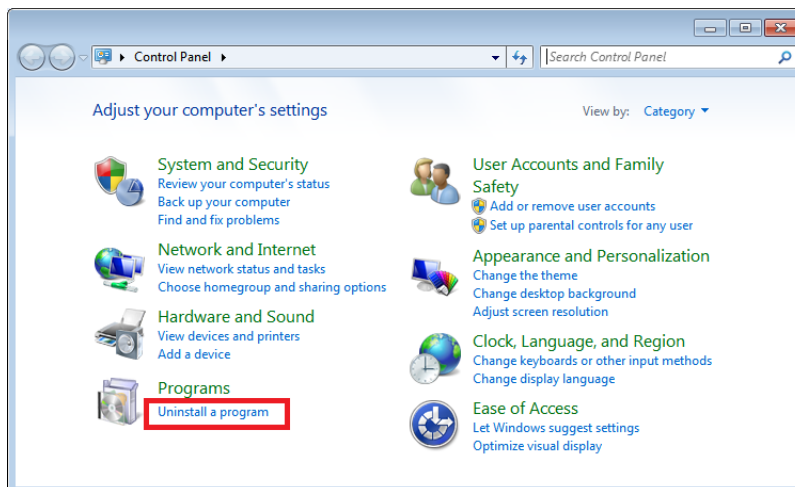 Control Panel
Search Control Panel
Adjust your computer's settings
View by: Category
System and Security
Review your computer's status
Back up your computer
Find and fix problems
Network and Internet
View network status and tasks
Choose homegroup and sharing options
Hardware and Sound
View devices and printers
Add a device
Programs
Uninstall a program
User Accounts and Family
Safety
Add or remove user accounts
Set up parental controls for any user
Appearance and Personalization
Change the theme
Change desktop background
Adjust screen resolution
Clock, Language, and Region
Change keyboards or other input methods
Change display language
Ease of Access
Let Windows suggest settings
Optimize visual display